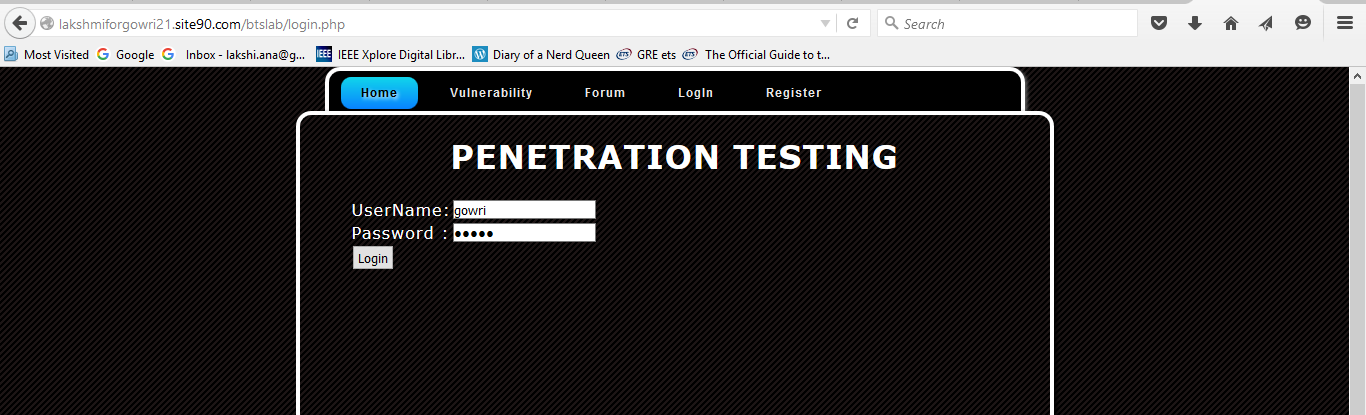 lakshmiforgowri21.site90.com/btslab/login.php
Search
Most Visited Google Inbox - lakshi.ana@g... IEEE Xplore Digital Libr... Diary of a Nerd Queen GRE ets The Official Guide to t...
Home Vulnerability Forum LogIn Register
PENETRATION TESTING
UserName: gowri
Password : •••••
Login